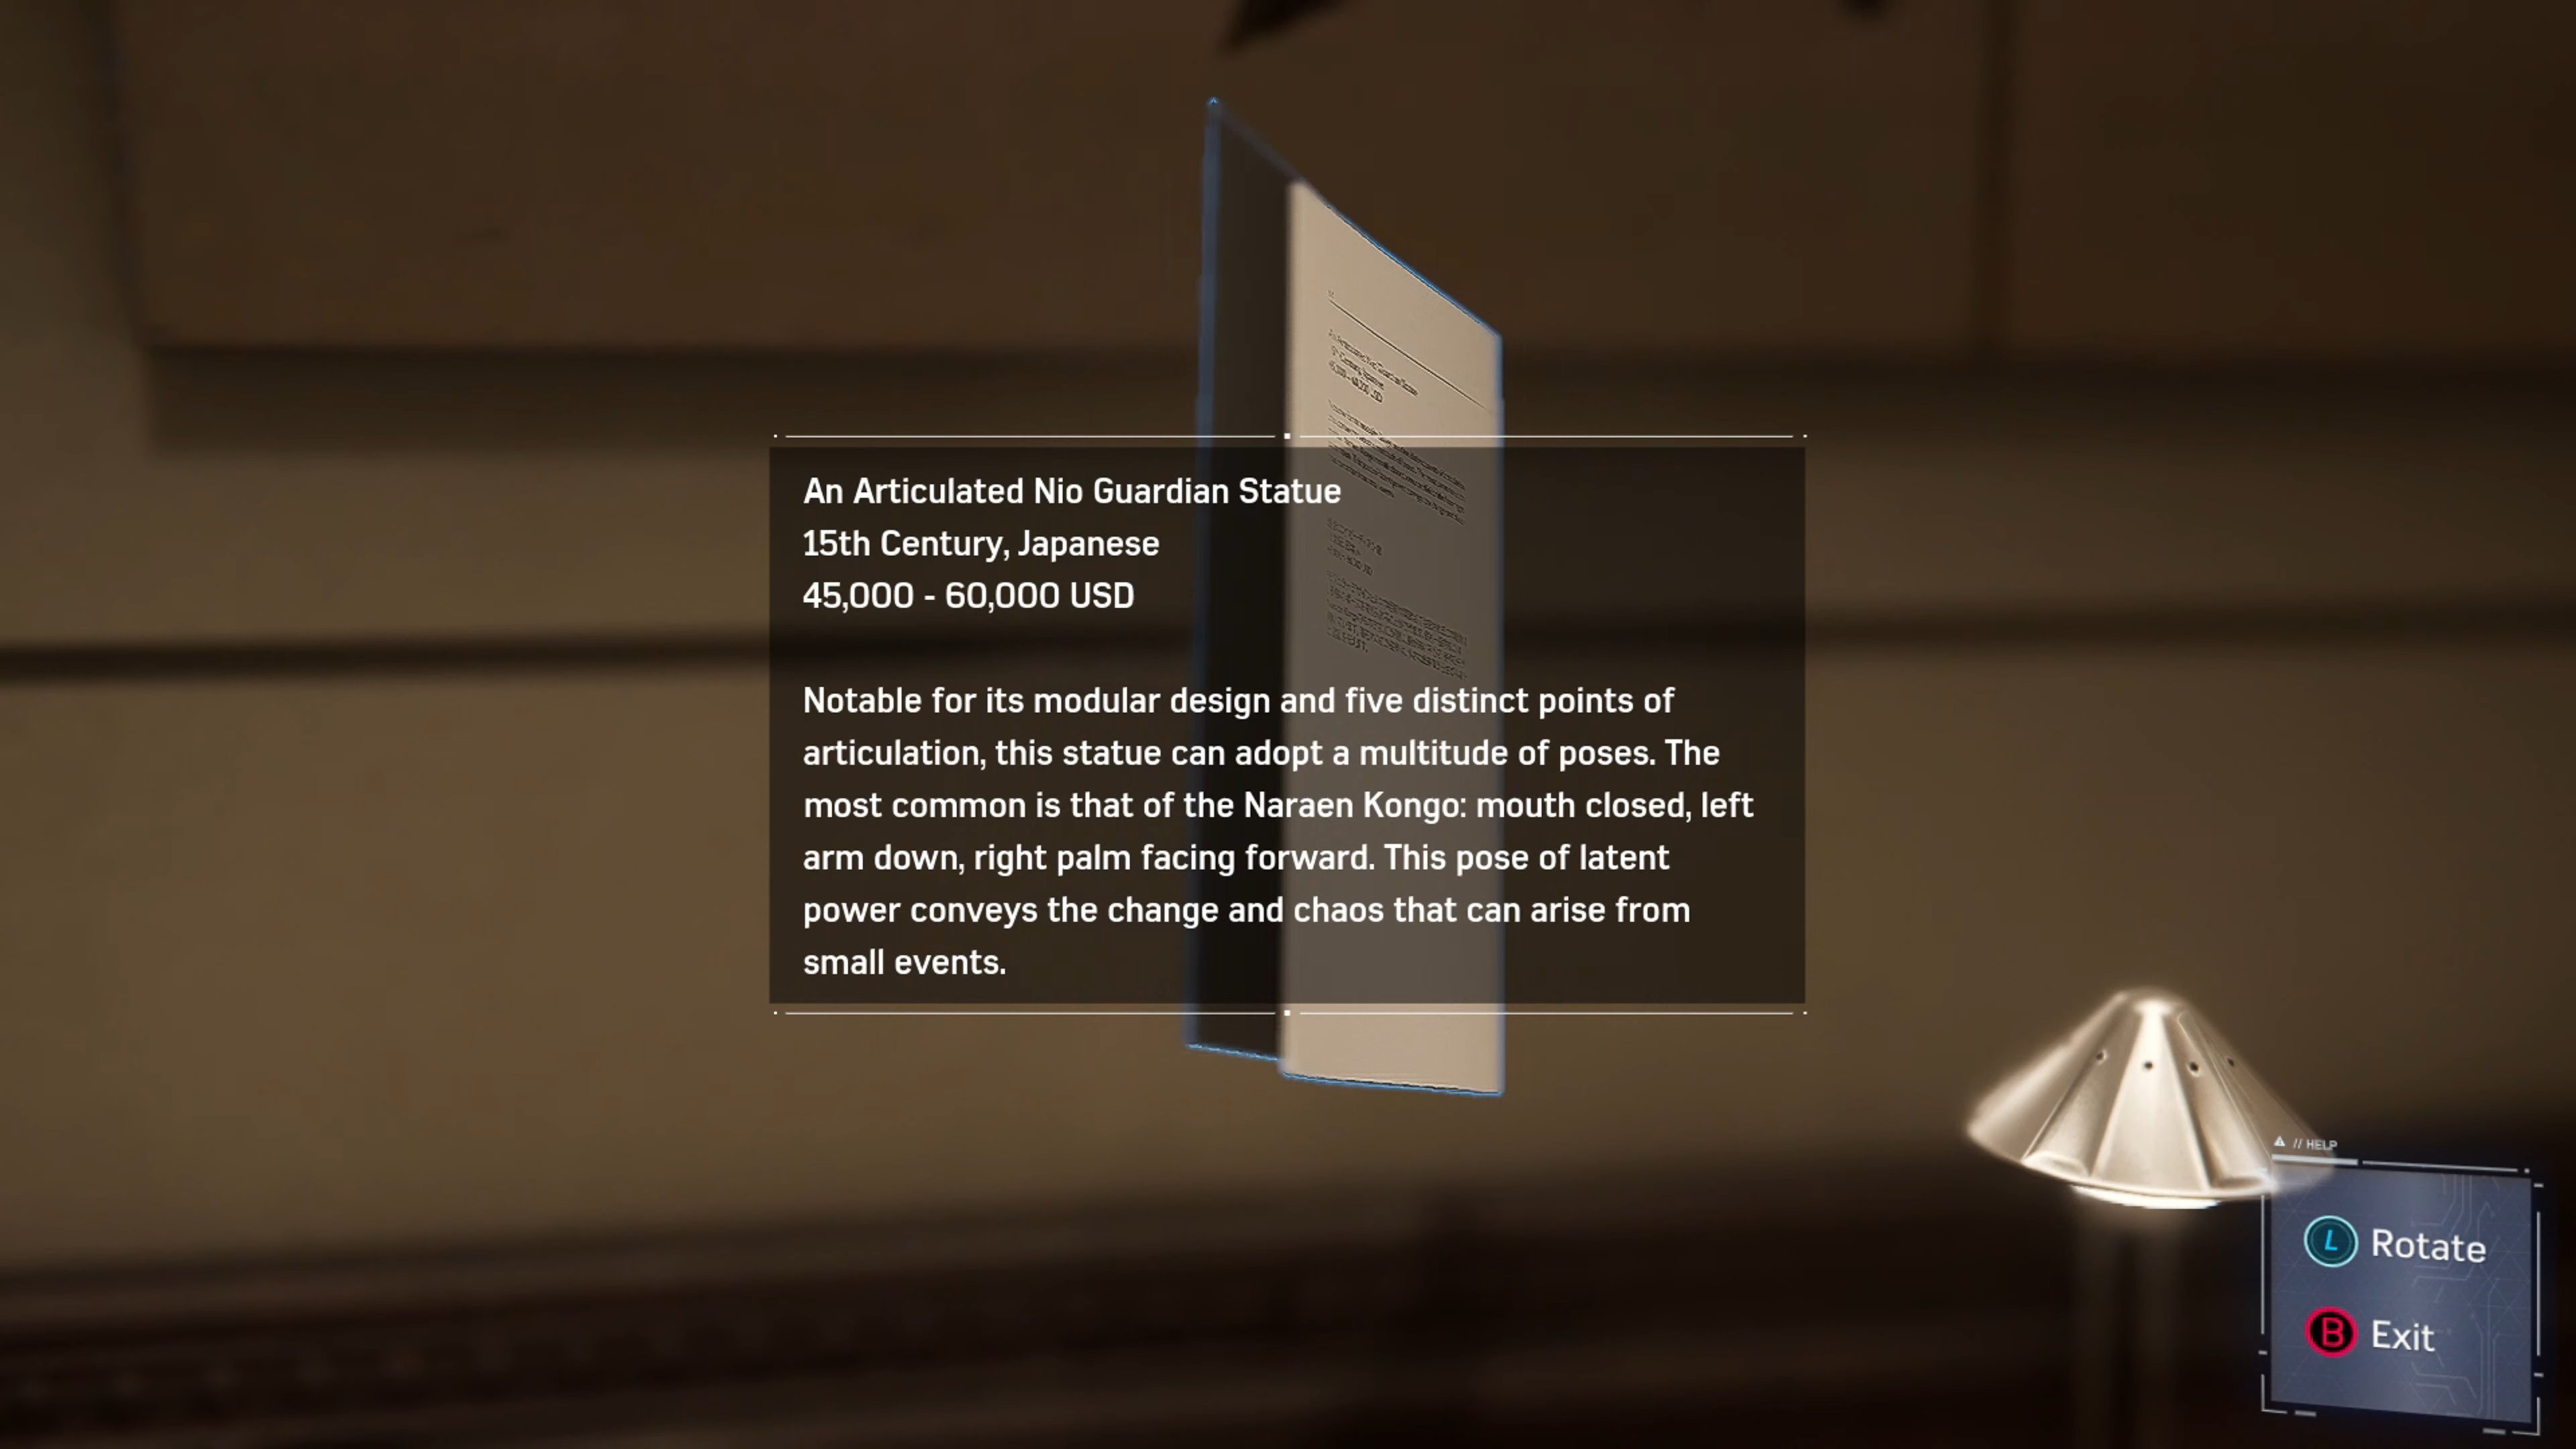 An Articulated Nio Guardian Statue
15th Century, Japanese
45,000 - 60,000 USD
Notable for its modular design and five distinct points of
articulation, this statue can adopt a multitude of poses. The
most common is that of the Naraen Kongo: mouth closed, left
arm down, right palm facing forward. This pose of latent
power conveys the change and chaos that can arise from
small events.
// HELP
L Rotate
B Exit